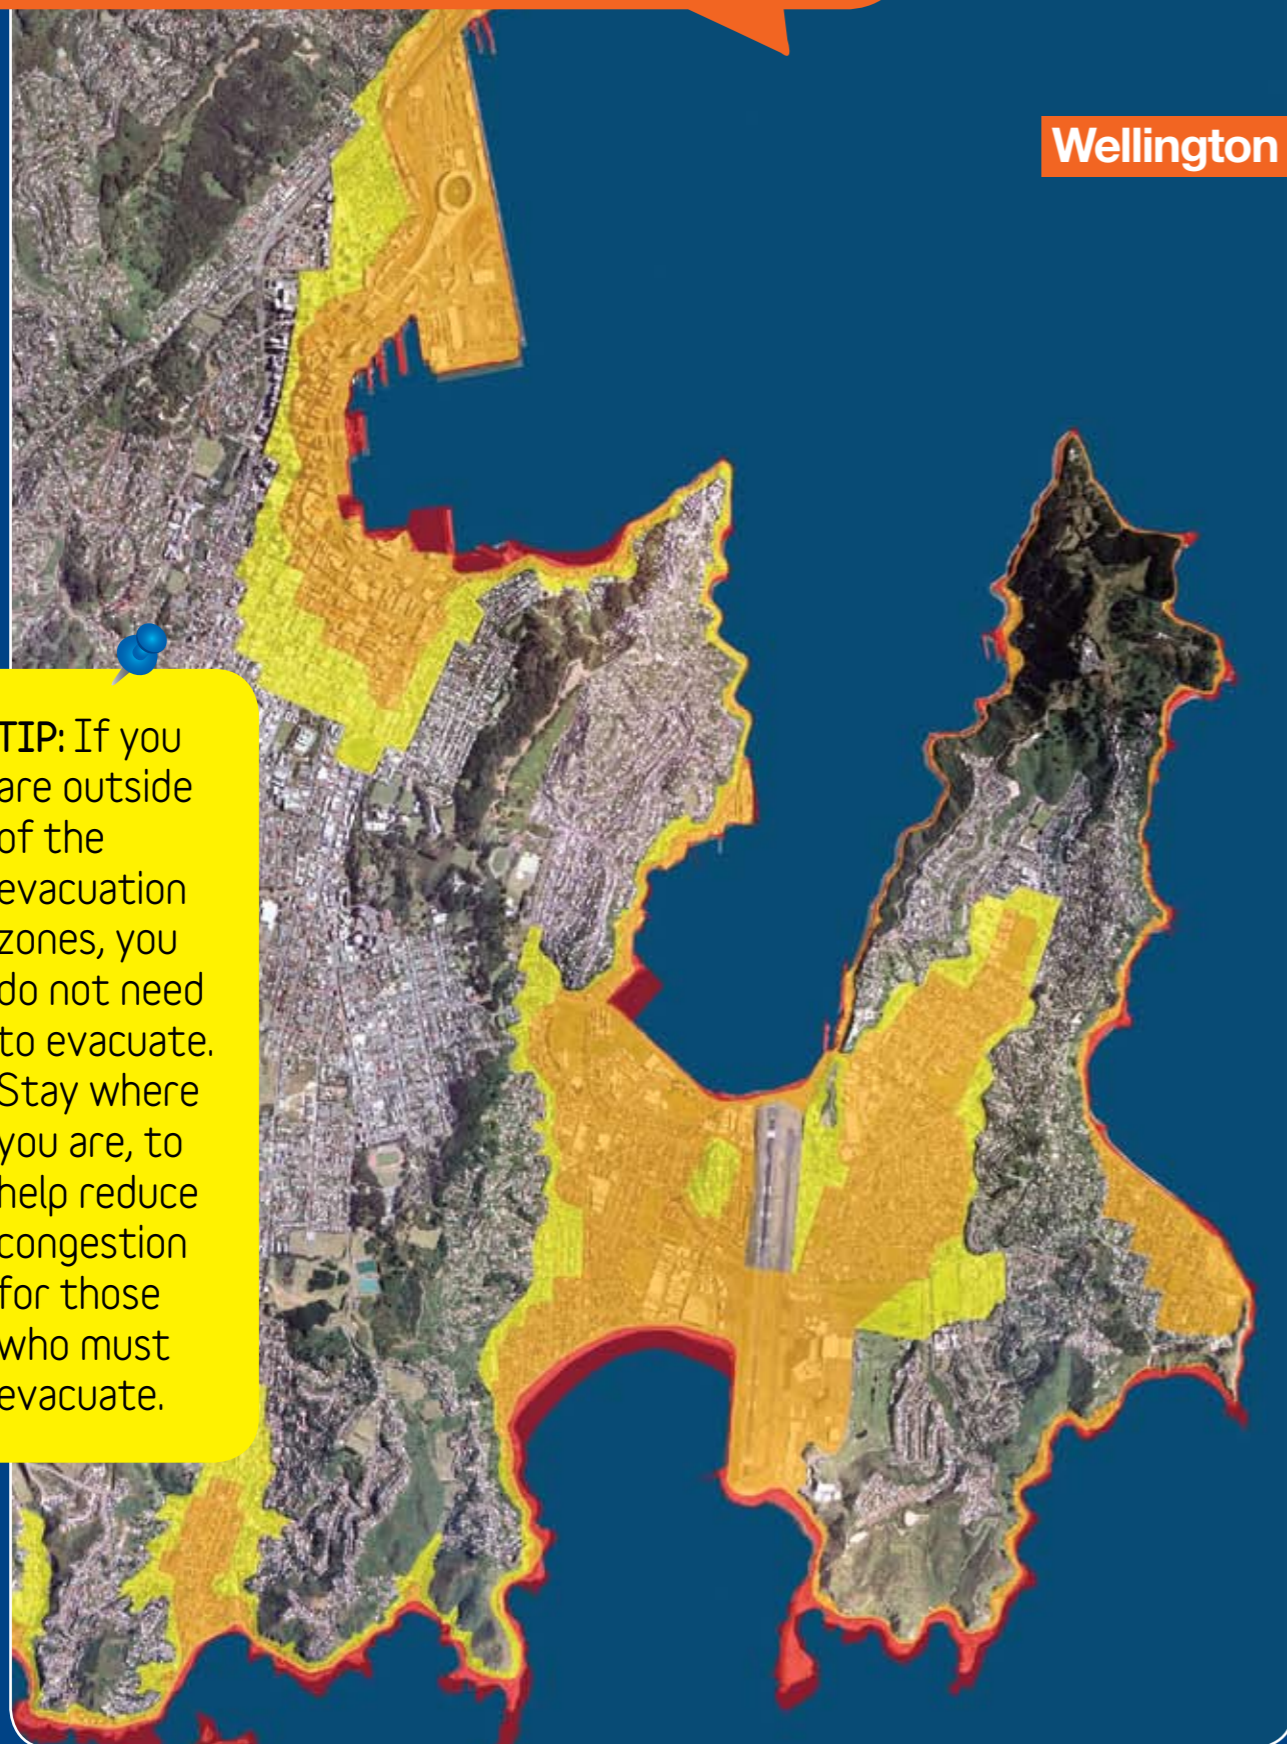 Wellington
TIP: If you
are outside
of the
evacuation
zones, you
do not need
to evacuate.
Stay where
you are, to
help reduce
congestion
for those
who must
evacuate.